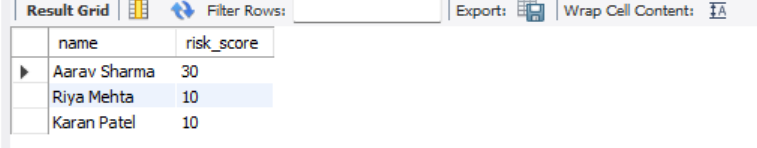 Result Grid Filter Rows: Export: Wrap Cell Content: IA
name risk_score
Aarav Sharma 30
Riya Mehta 10
Karan Patel 10